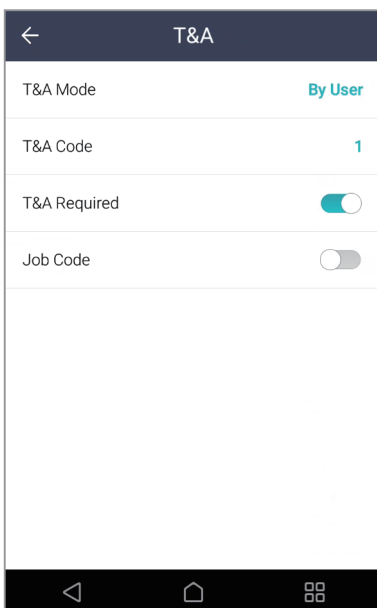 T&A
T&A Mode By User
T&A Code 1
T&A Required
Job Code